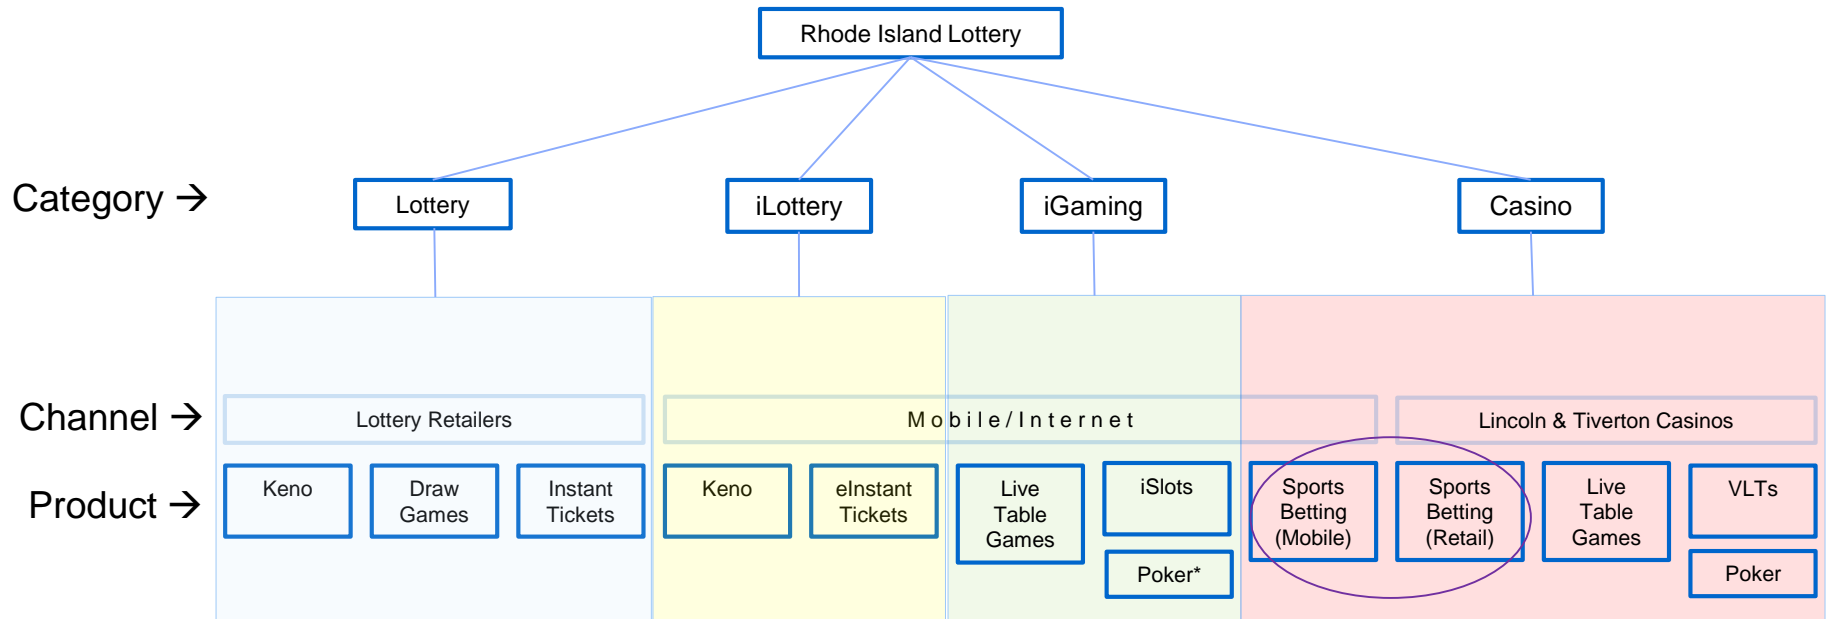 Rhode Island Lottery
Category →
Lottery
iLottery
iGaming
Casino
Channel →
Lottery Retailers
Mobile/Internet
Lincoln & Tiverton Casinos
Product →
Keno
Draw
Games
Instant
Tickets
Keno
eInstant
Tickets
Live
Table
Games
iSlots
Poker*
Sports
Betting
(Mobile)
Sports
Betting
(Retail)
Live
Table
Games
VLTs
Poker